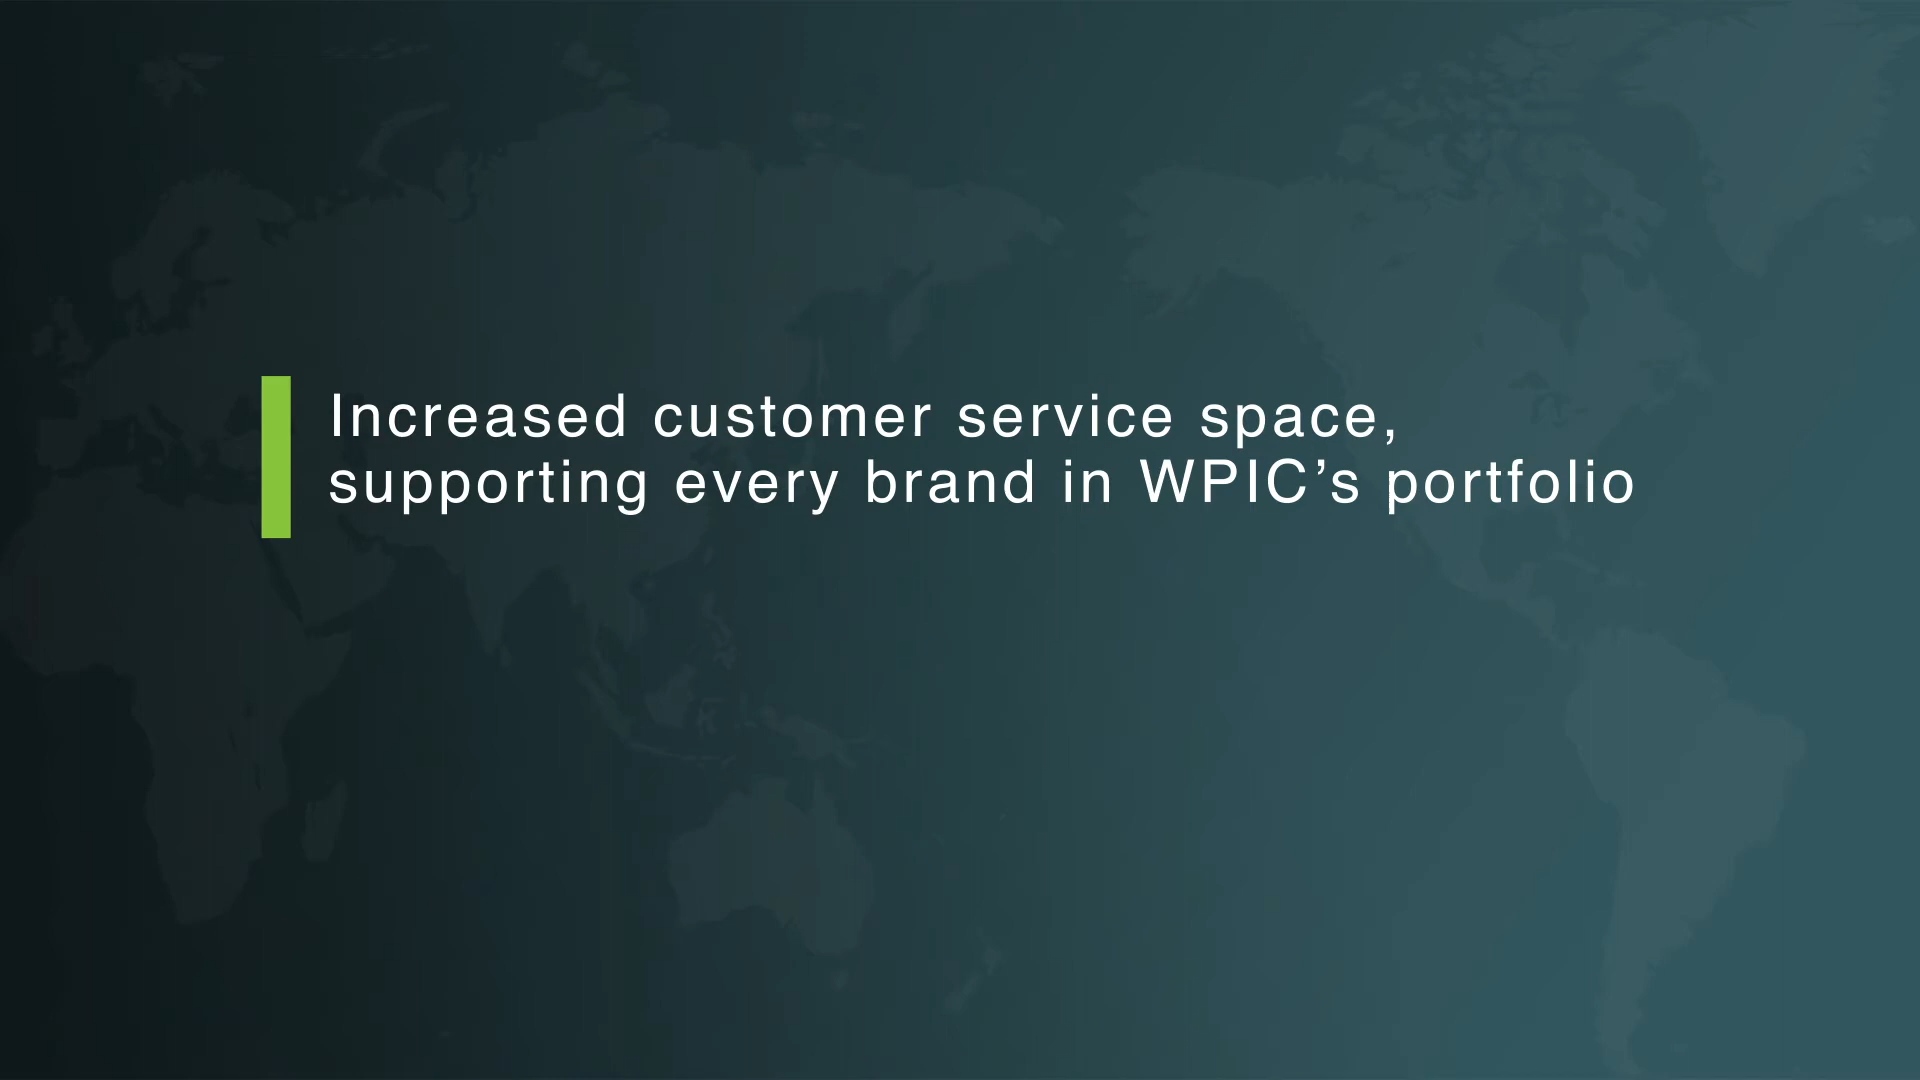 Increased customer service space,
supporting every brand in WPIC’s portfolio